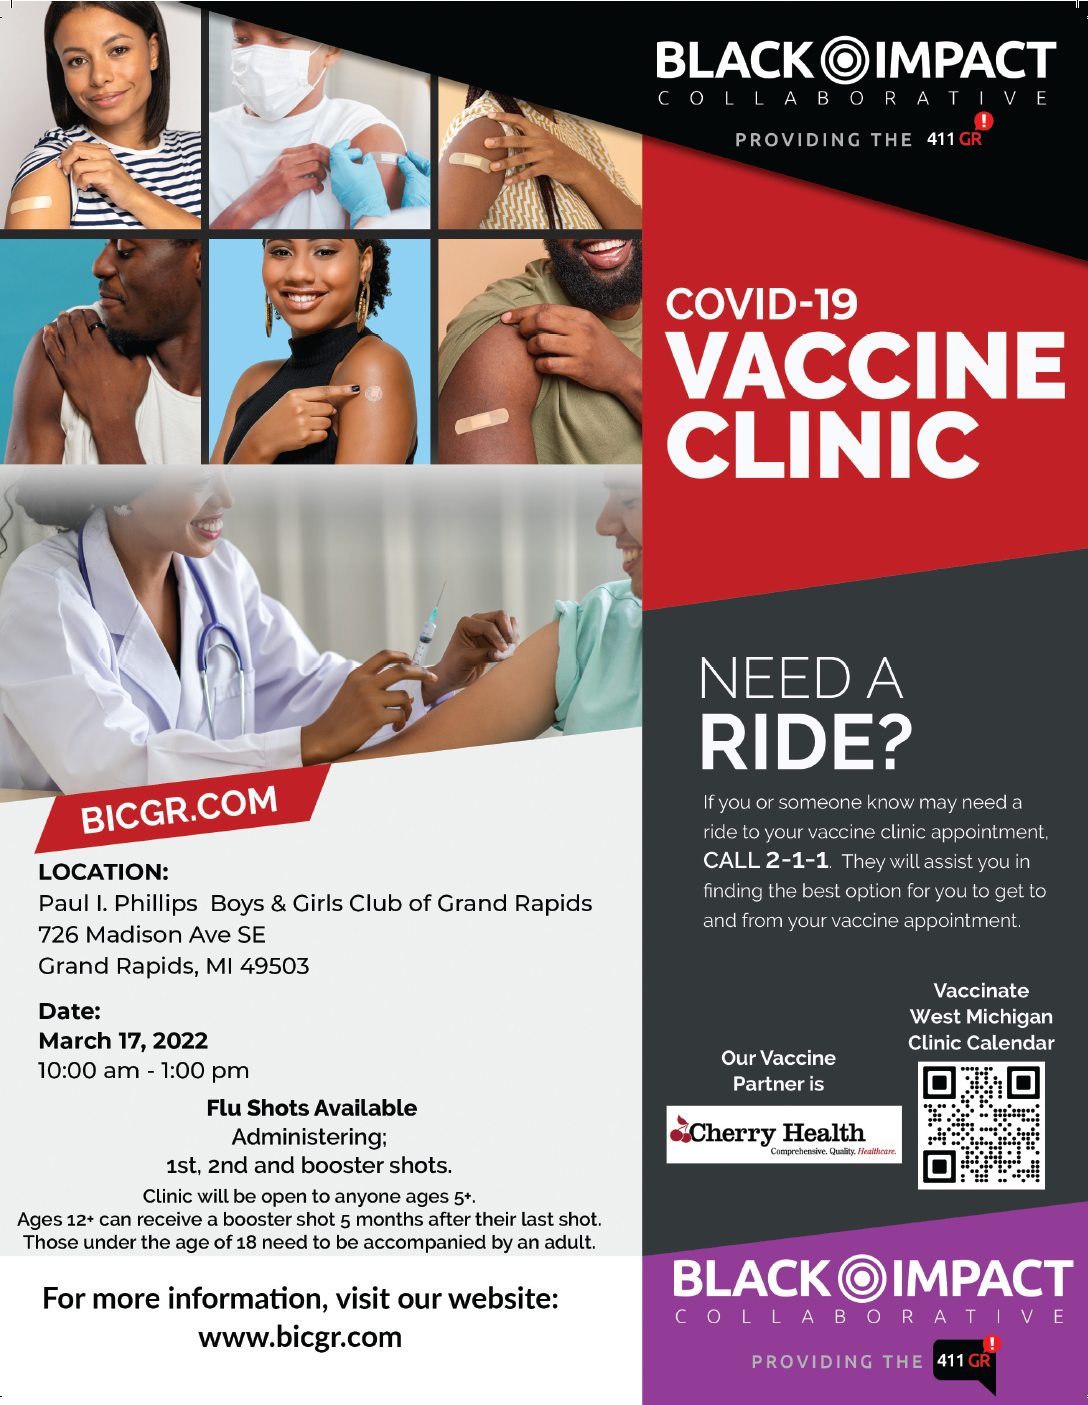 BLACK IMPACT
COLLABORATIVE
PROVIDING THE 411 GR!
COVID-19
VACCINE
CLINIC
NEED A
RIDE?
If you or someone know may need a
ride to your vaccine clinic appointment,
CALL 2-1-1. They will assist you in
finding the best option for you to get to
and from your vaccine appointment.
BICGR.COM
LOCATION:
Paul I. Phillips Boys & Girls Club of Grand Rapids
726 Madison Ave SE
Grand Rapids, MI 49503
Date:
March 17, 2022
10:00 am - 1:00 pm
Flu Shots Available
Administering;
1st, 2nd and booster shots.
Clinic will be open to anyone ages 5+.
Ages 12+ can receive a booster shot 5 months after their last shot.
Those under the age of 18 need to be accompanied by an adult.
For more information, visit our website:
www.bicgr.com
Vaccinate
West Michigan
Clinic Calendar
Our Vaccine
Partner is
Cherry Health
Comprehensive. Quality. Healthcare.
BLACK IMPACT
COLLABORATIVE
PROVIDING THE 411 GR!